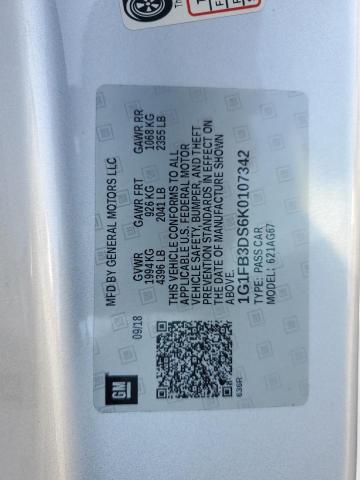 MFD BY GENERAL MOTORS LLC
09/18
GVWR GAWR FRT GAWR RR
1994 KG 926 KG 1068 KG
4396 LB 2041 LB 2355 LB
THIS VEHICLE CONFORMS TO ALL
APPLICABLE U.S. FEDERAL MOTOR
VEHICLE SAFETY, BUMPER, AND THEFT
PREVENTION STANDARDS IN EFFECT ON
THE DATE OF MANUFACTURE SHOWN
ABOVE.
1G1FB3DS6K0107342
TYPE: PASS CAR
MODEL: 621AG67
GM